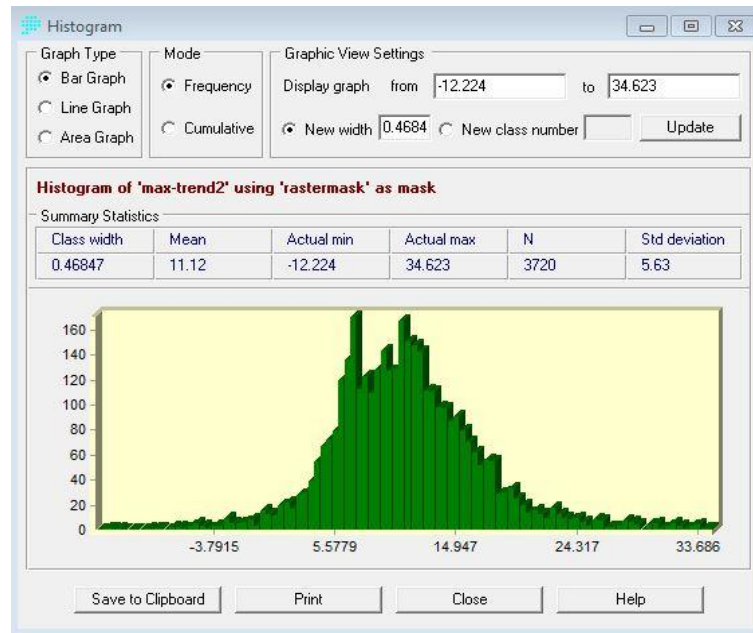 Histogram
Graph Type
Bar Graph
Line Graph
Area Graph
Mode
Frequency
Cumulative
Graphic View Settings
Display graph from -12.224 to 34.623
New width 0.4684 New class number Update
Histogram of 'max-trend2' using 'rastermask' as mask
Summary Statistics
Class width Mean Actual min Actual max N Std deviation
0.46847 11.12 -12.224 34.623 3720 5.63
160
140
120
100
80
60
40
20
0
-3.7915 5.5779 14.947 24.317 33.686
Save to Clipboard Print Close Help